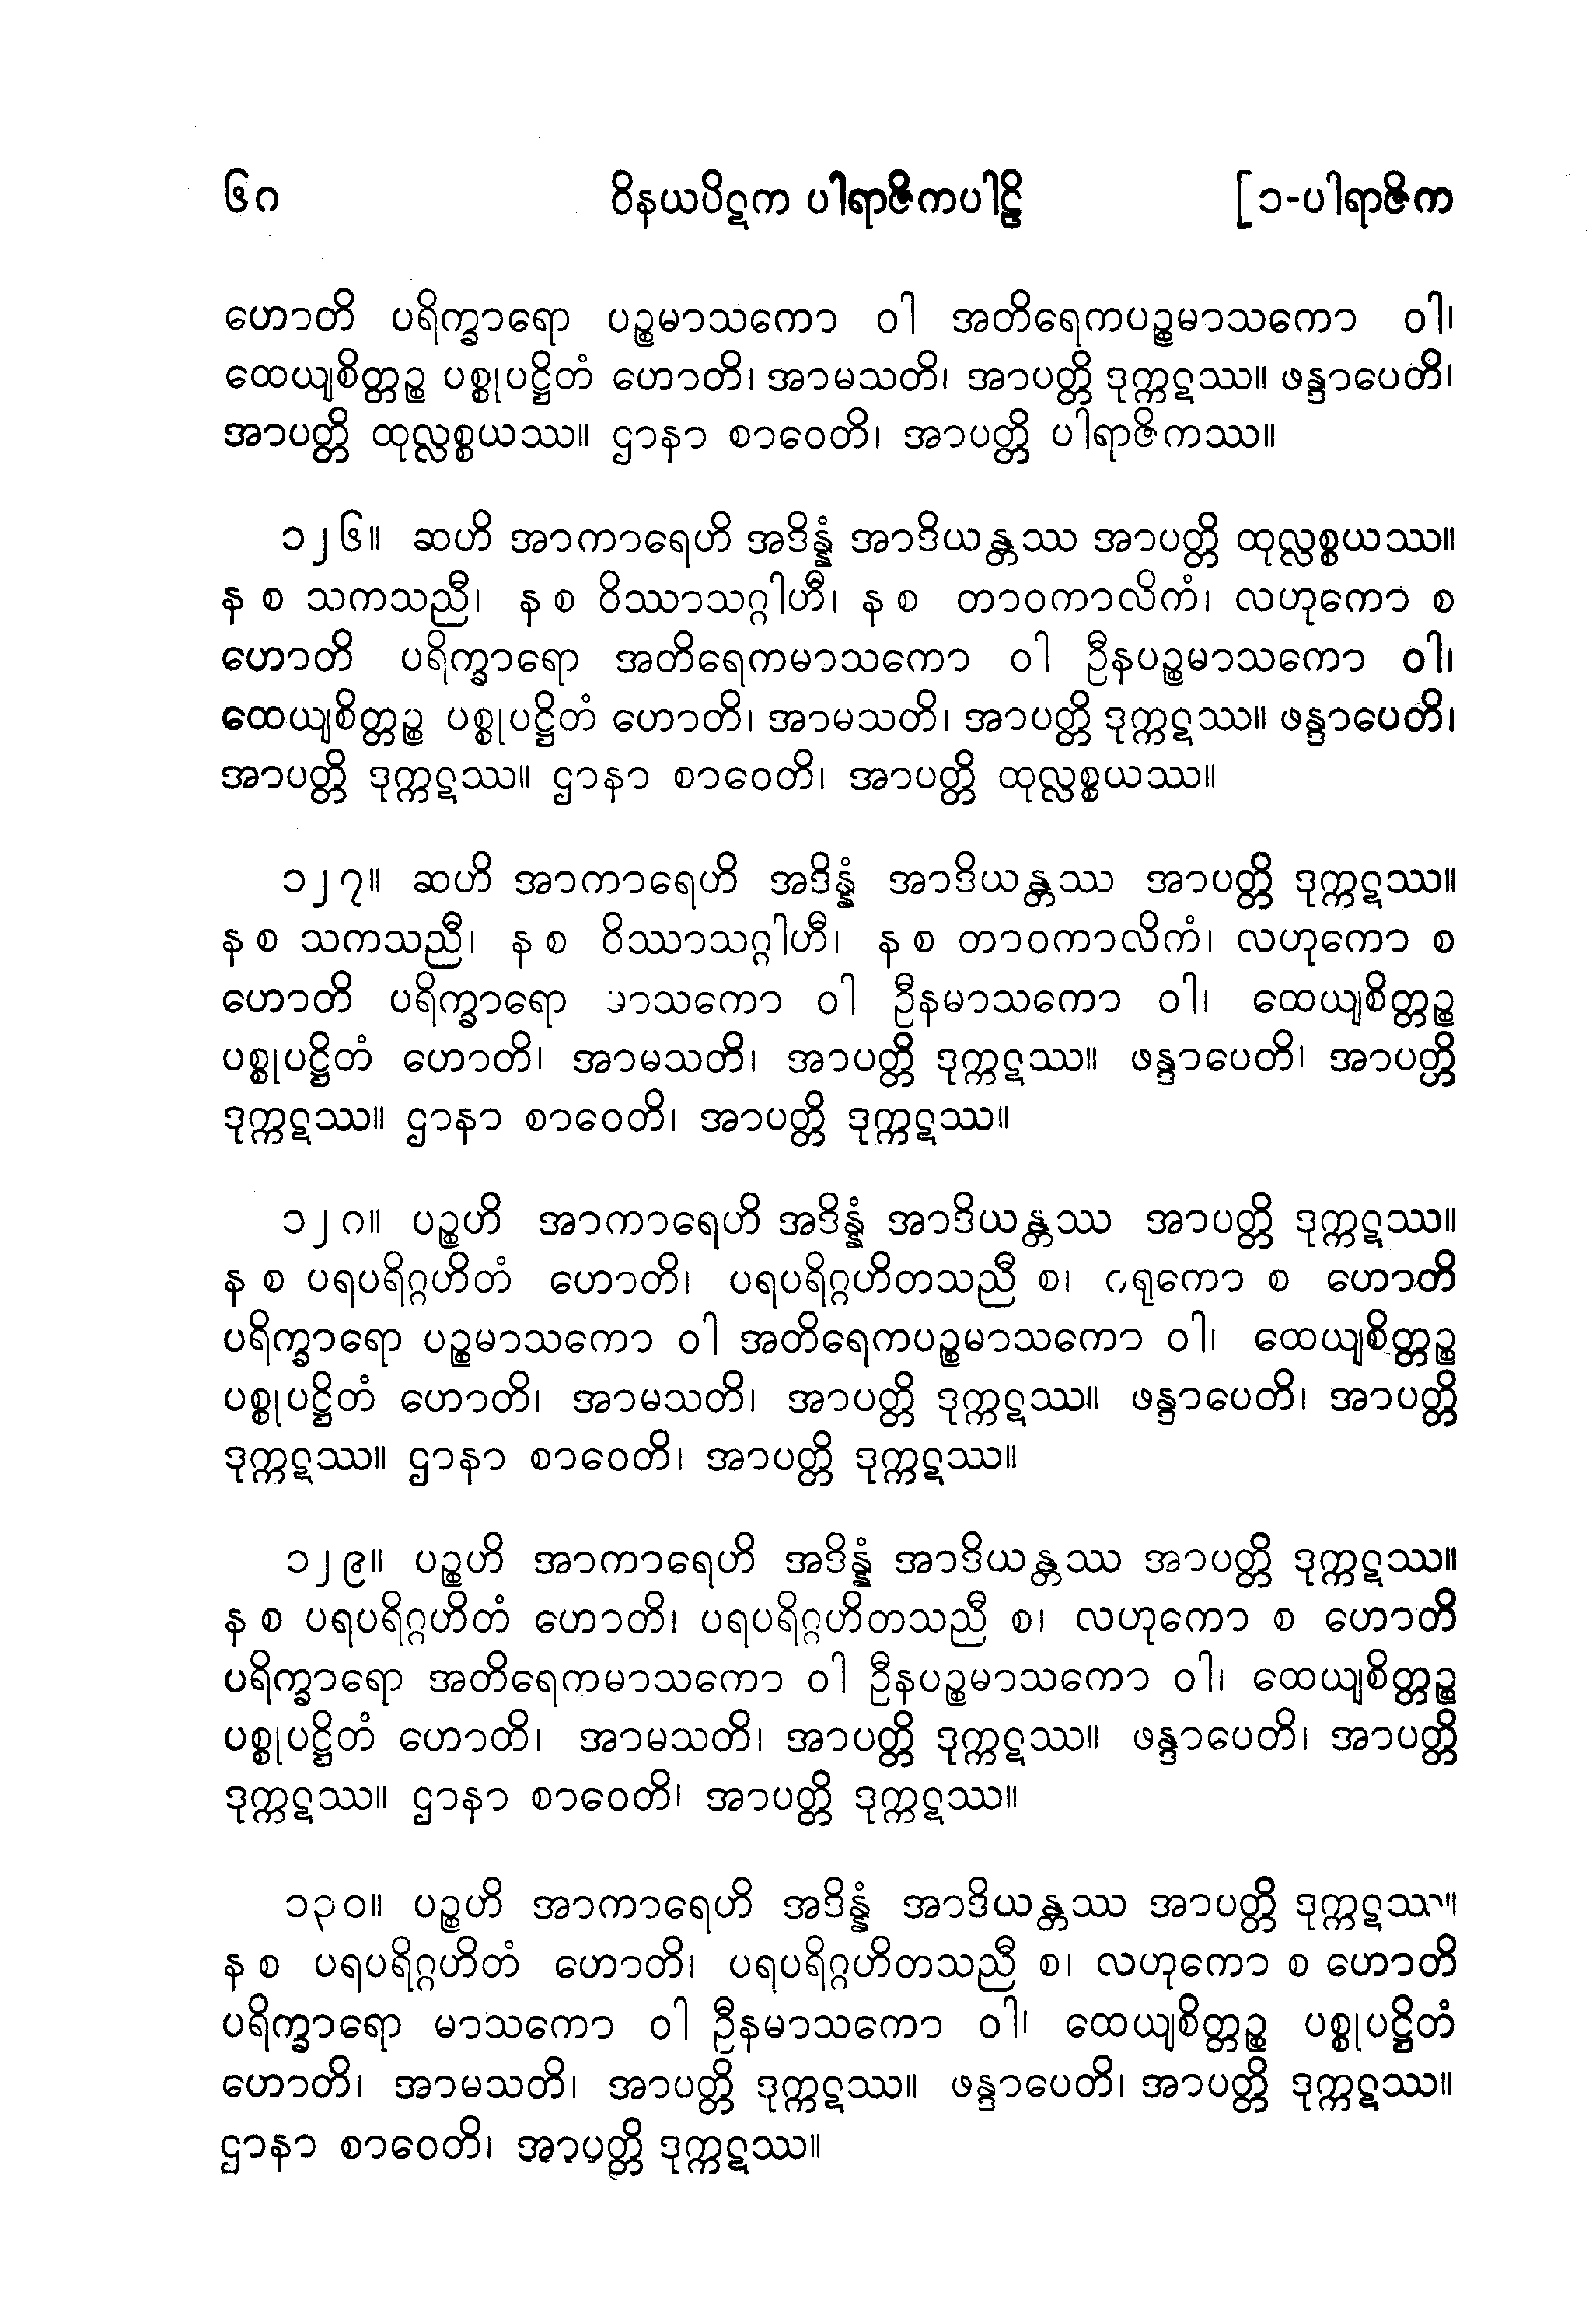 ၆၈ ဝိနယပိဋက ပါရာဇိကပါဠိ [၁-ပါရာဇိက
ဟောတိ ပရိက္ခာရော ပဉ္စမာသကော ဝါ အတိရေကပဉ္စမာသကော ဝါ၊
ထေယျစိတ္တဉ္စ ပစ္စုပဋ္ဌိတံ ဟောတိ၊ အာမသတိ၊ အာပတ္တိ ဒုက္ကဋဿ။ ဖန္ဒာပေတိ၊
အာပတ္တိ ထုလ္လစ္စယဿ။ ဌာနာ စာဝေတိ၊ အာပတ္တိ ပါရာဇိကဿ။
၁၂၆။ ဆဟိ အာကာရေဟိ အဒိန္နံ အာဒိယန္တဿ အာပတ္တိ ထုလ္လစ္စယဿ။
န စ သကသညီ၊ န စ ဝိဿာသဂ္ဂါဟီ၊ န စ တာဝကာလိကံ၊ လဟုကော စ
ဟောတိ ပရိက္ခာရော အတိရေကမာသကော ဝါ ဦနပဉ္စမာသကော ဝါ၊
ထေယျစိတ္တဉ္စ ပစ္စုပဋ္ဌိတံ ဟောတိ၊ အာမသတိ၊ အာပတ္တိ ဒုက္ကဋဿ။ ဖန္ဒာပေတိ၊
အာပတ္တိ ဒုက္ကဋဿ။ ဌာနာ စာဝေတိ၊ အာပတ္တိ ထုလ္လစ္စယဿ။
၁၂၇။ ဆဟိ အာကာရေဟိ အဒိန္နံ အာဒိယန္တဿ အာပတ္တိ ဒုက္ကဋဿ။
န စ သကသညီ၊ န စ ဝိဿာသဂ္ဂါဟီ၊ န စ တာဝကာလိကံ၊ လဟုကော စ
ဟောတိ ပရိက္ခာရော မာသကော ဝါ ဦနမာသကော ဝါ၊ ထေယျစိတ္တဉ္စ
ပစ္စုပဋ္ဌိတံ ဟောတိ၊ အာမသတိ၊ အာပတ္တိ ဒုက္ကဋဿ။ ဖန္ဒာပေတိ၊ အာပတ္တိ
ဒုက္ကဋဿ။ ဌာနာ စာဝေတိ၊ အာပတ္တိ ဒုက္ကဋဿ။
၁၂၈။ ပဉ္စဟိ အာကာရေဟိ အဒိန္နံ အာဒိယန္တဿ အာပတ္တိ ဒုက္ကဋဿ။
န စ ပရပရိဂ္ဂဟိတံ ဟောတိ၊ ပရပရိဂ္ဂဟိတသညီ စ၊ ဂရုကော စ ဟောတိ
ပရိက္ခာရော ပဉ္စမာသကော ဝါ အတိရေကပဉ္စမာသကော ဝါ၊ ထေယျစိတ္တဉ္စ
ပစ္စုပဋ္ဌိတံ ဟောတိ၊ အာမသတိ၊ အာပတ္တိ ဒုက္ကဋဿ။ ဖန္ဒာပေတိ၊ အာပတ္တိ
ဒုက္ကဋဿ။ ဌာနာ စာဝေတိ၊ အာပတ္တိ ဒုက္ကဋဿ။
၁၂၉။ ပဉ္စဟိ အာကာရေဟိ အဒိန္နံ အာဒိယန္တဿ အာပတ္တိ ဒုက္ကဋဿ။
န စ ပရပရိဂ္ဂဟိတံ ဟောတိ၊ ပရပရိဂ္ဂဟိတသညီ စ၊ လဟုကော စ ဟောတိ
ပရိက္ခာရော အတိရေကမာသကော ဝါ ဦနပဉ္စမာသကော ဝါ၊ ထေယျစိတ္တဉ္စ
ပစ္စုပဋ္ဌိတံ ဟောတိ၊ အာမသတိ၊ အာပတ္တိ ဒုက္ကဋဿ။ ဖန္ဒာပေတိ၊ အာပတ္တိ
ဒုက္ကဋဿ။ ဌာနာ စာဝေတိ၊ အာပတ္တိ ဒုက္ကဋဿ။
၁၃၀။ ပဉ္စဟိ အာကာရေဟိ အဒိန္နံ အာဒိယန္တဿ အာပတ္တိ ဒုက္ကဋဿ။
န စ ပရပရိဂ္ဂဟိတံ ဟောတိ၊ ပရပရိဂ္ဂဟိတသညီ စ၊ လဟုကော စ ဟောတိ
ပရိက္ခာရော မာသကော ဝါ ဦနမာသကော ဝါ၊ ထေယျစိတ္တဉ္စ ပစ္စုပဋ္ဌိတံ
ဟောတိ၊ အာမသတိ၊ အာပတ္တိ ဒုက္ကဋဿ။ ဖန္ဒာပေတိ၊ အာပတ္တိ ဒုက္ကဋဿ။
ဌာနာ စာဝေတိ၊ အာပတ္တိ ဒုက္ကဋဿ။